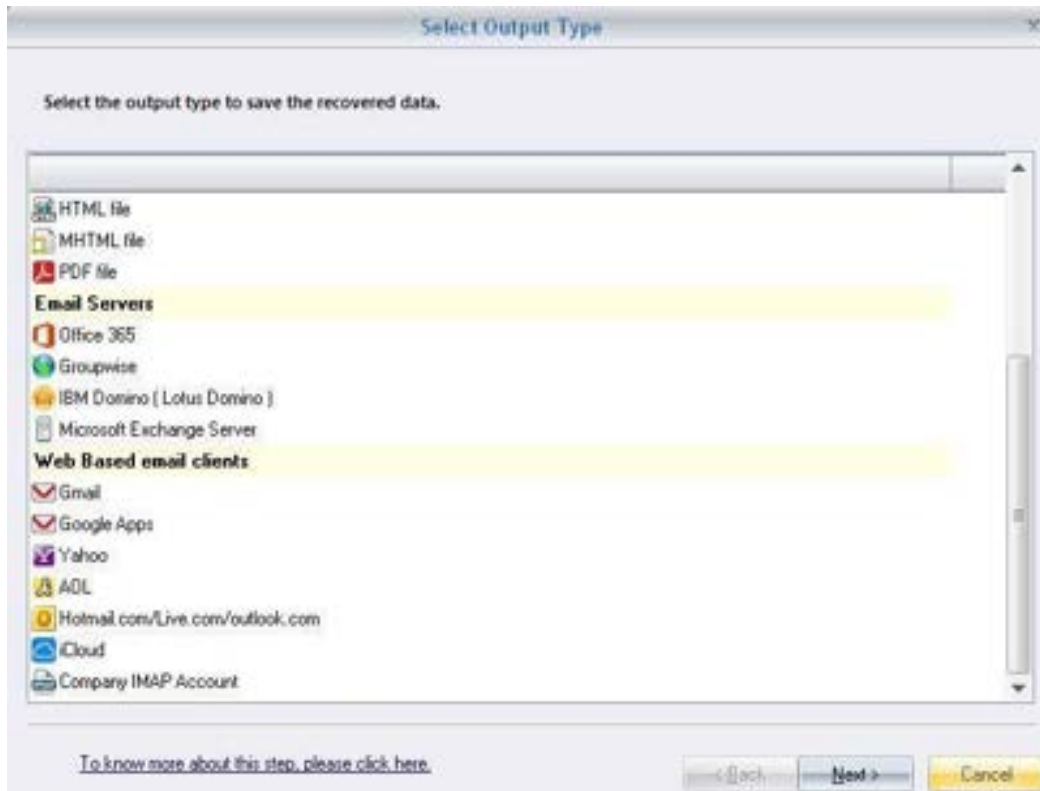 Select Output Type
Select the output type to save the recovered data.
HTML file
MHTML file
PDF file
Email Servers
Office 365
Groupwise
IBM Domino ( Lotus Domino )
Microsoft Exchange Server
Web Based email clients
Gmail
Google Apps
Yahoo
AOL
Hotmail.com/Live.com/outlook.com
iCloud
Company IMAP Account
To know more about this step, please click here.
< Back
Next >
Cancel